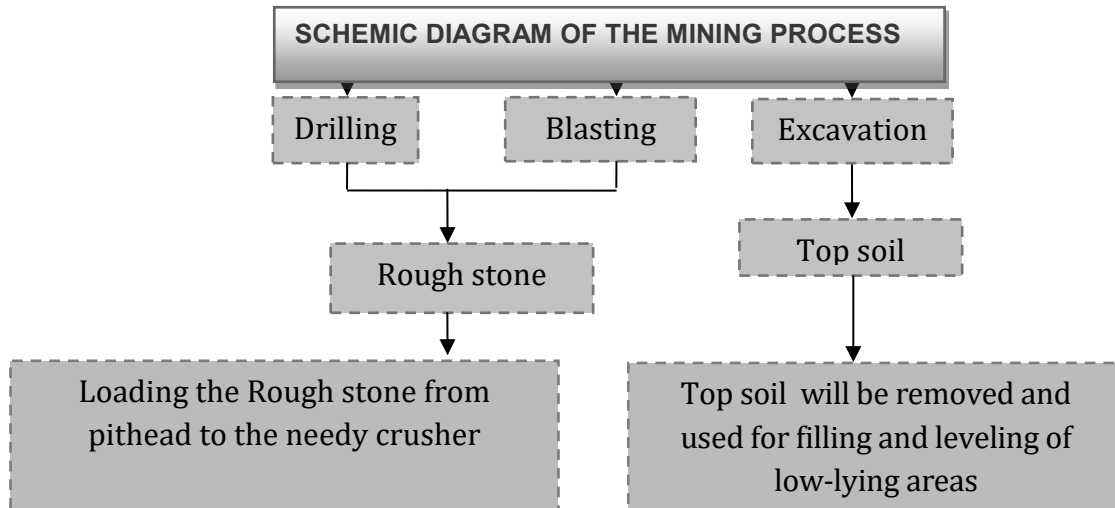 SCHEMIC DIAGRAM OF THE MINING PROCESS
Drilling
Blasting
Excavation
Rough stone
Top soil
Loading the Rough stone from
pithead to the needy crusher
Top soil will be removed and
used for filling and leveling of
low-lying areas